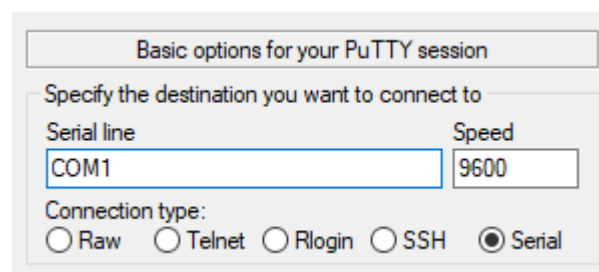 Basic options for your PuTTY session
Specify the destination you want to connect to
Serial line Speed
COM1 9600
Connection type:
Raw Telnet Rlogin SSH Serial